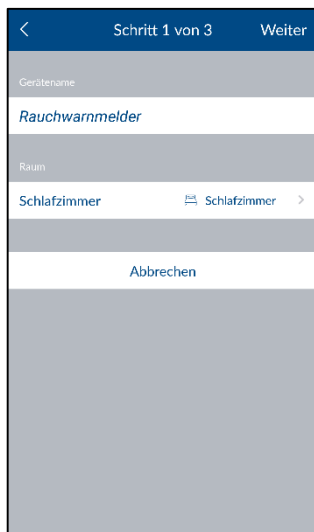 Schritt 1 von 3 Weiter
Gerätename
Rauchwarnmelder
Raum
Schlafzimmer Schlafzimmer
Abbrechen